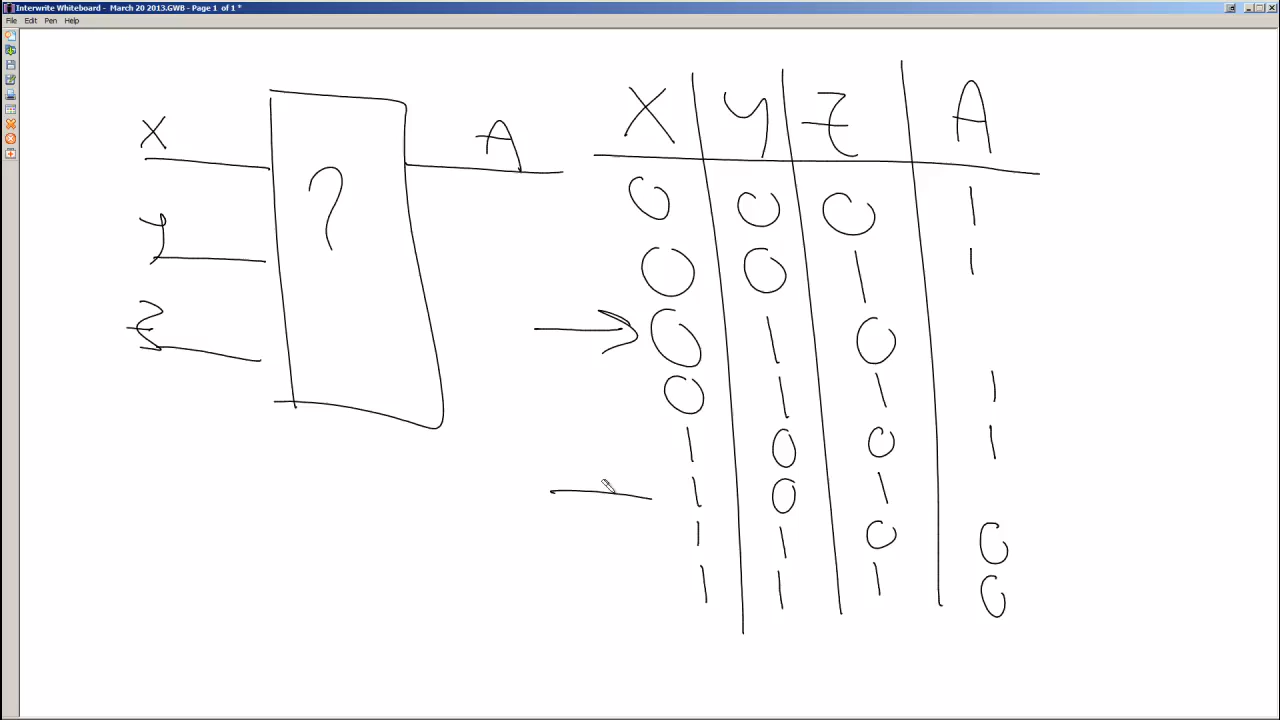 Interwrite Whiteboard - March 20 2013.GWB - Page 1 of 1 *
File Edit Pen Help
X
Y
Z
?
A
X Y Z A
0 0 0 1
0 0 1 1
0 1 0
0 1 1 1
1 0 0 1
1 0 1
1 1 0 0
1 1 1 0